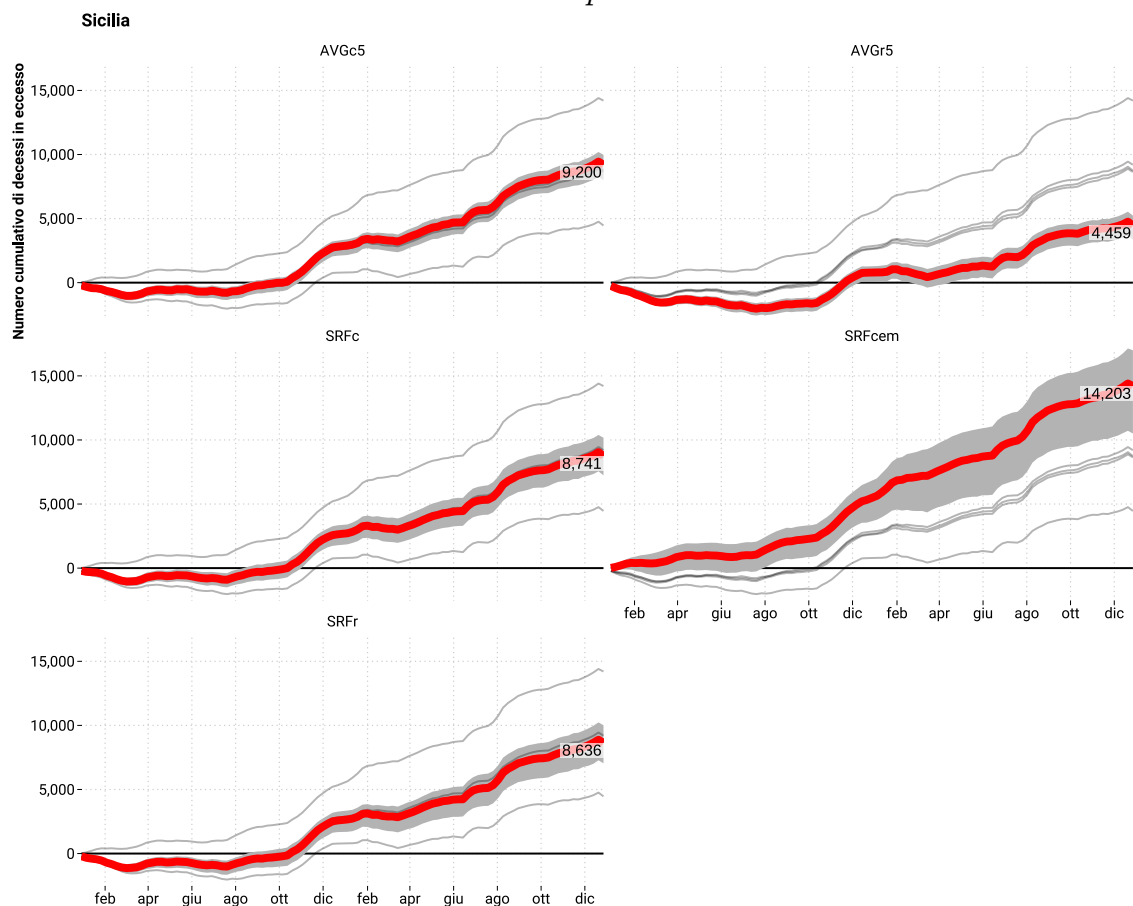 p
Sicilia
Numero cumulativo di decessi in eccesso
AVGc5
AVGr5
15,000
10,000
5,000
0
9,200
4,459
SRFc
SRFcem
15,000
10,000
5,000
0
8,741
14,203
feb apr giu ago ott dic feb apr giu ago ott dic
SRFr
15,000
10,000
5,000
0
8,636
feb apr giu ago ott dic feb apr giu ago ott dic